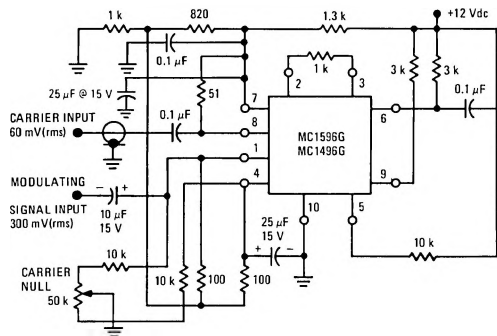 1 k
820
1.3 k
+12 Vdc
0.1 µF
1 k
3 k
3 k
25 µF @ 15 V
51
2
3
0.1 µF
0.1 µF
7
6
CARRIER INPUT
60 mV(rms)
8
MC1596G
MC1496G
1
MODULATING
4
9
SIGNAL INPUT
300 mV(rms)
10 µF
15 V
25 µF
15 V
10
5
10 k
10 k
100
100
10 k
CARRIER
NULL
50 k
- +
+ -